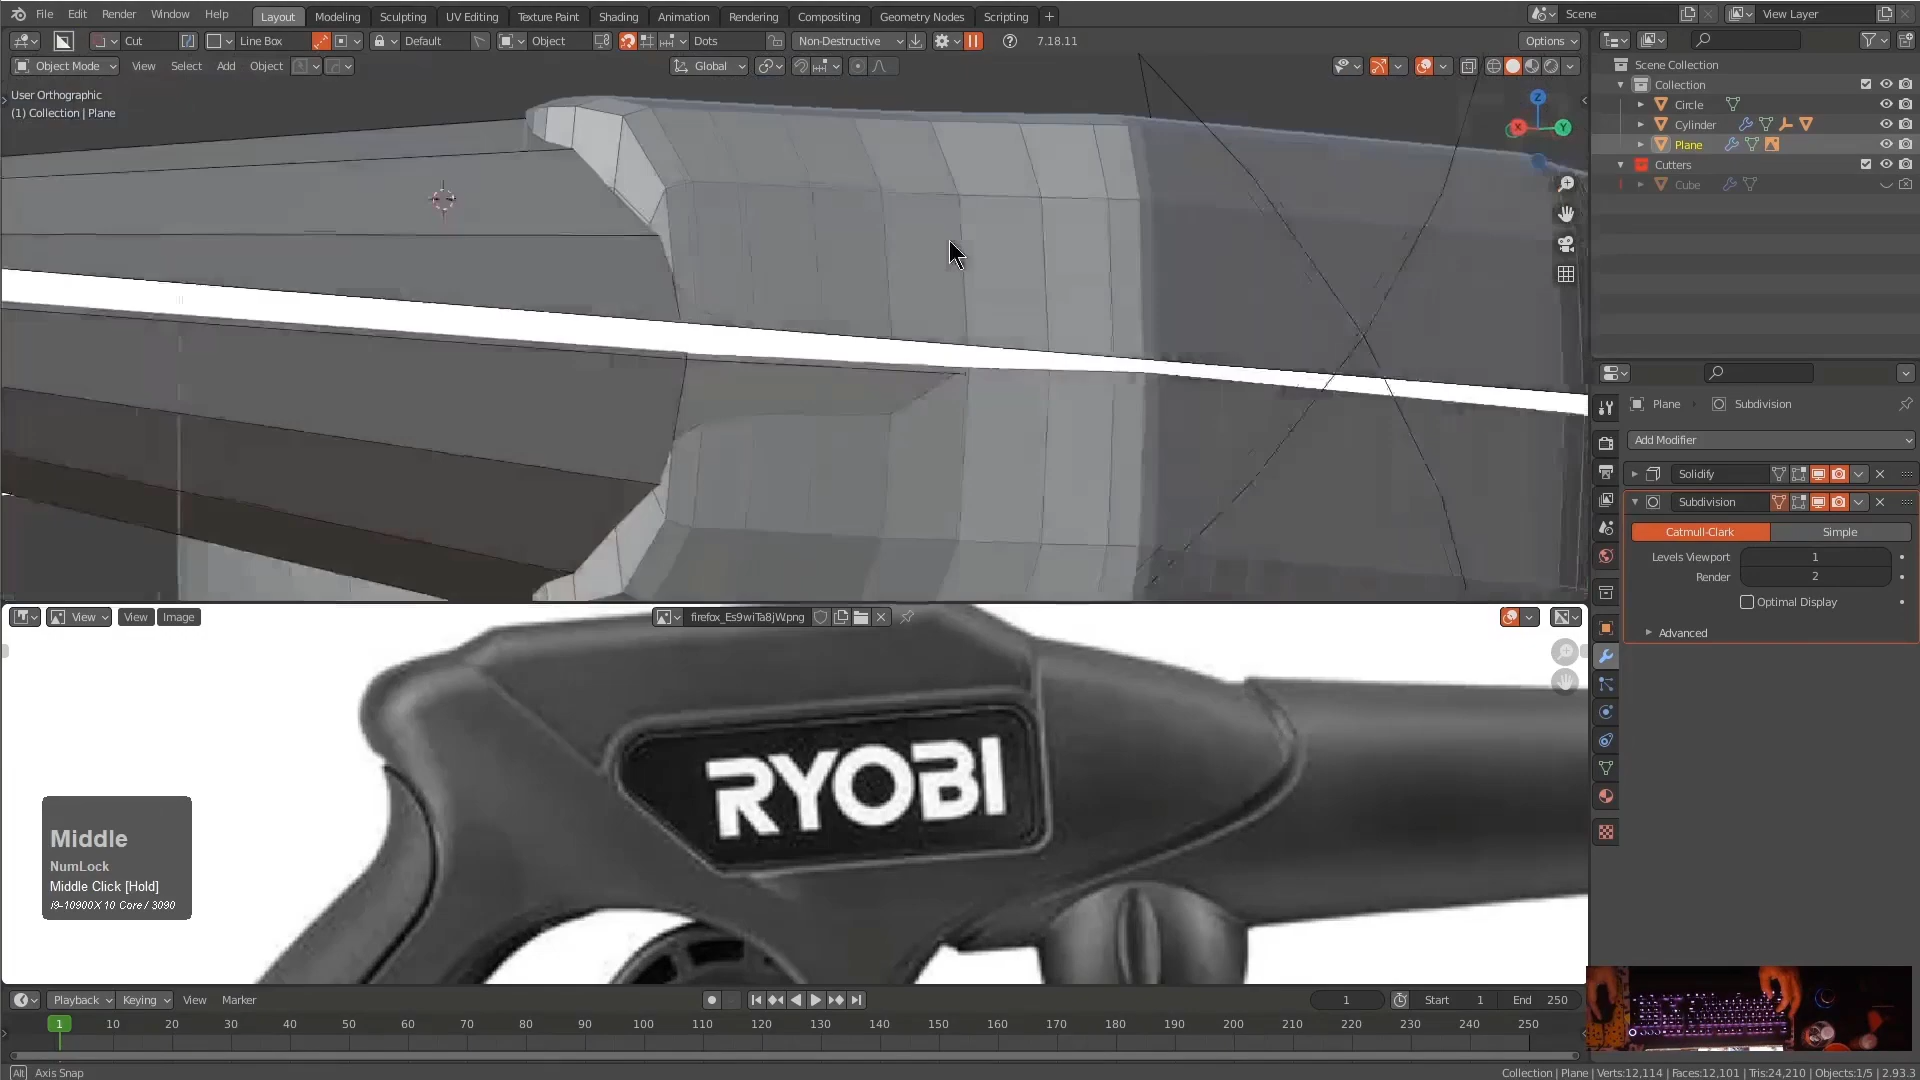 File Edit Render Window Help Layout Modeling Sculpting UV Editing Texture Paint Shading Animation Rendering Compositing Geometry Nodes Scripting + Scene View Layer
Cut Line Box Default Object Dots Non-Destructive 7.18.11 Options
Object Mode View Select Add Object Global
User Orthographic
(1) Collection | Plane
Z
X
Y
Scene Collection
Collection
Circle
Cylinder
Plane
Cutters
Cube
Plane Subdivision
Add Modifier
Solidify
Subdivision
Catmull-Clark Simple
Levels Viewport 1
Render 2
Optimal Display
Advanced
View View Image firefox_Es9wiTa8jW.png
RYOBI
Middle
NumLock
Middle Click [Hold]
i9-10900X 10 Core / 3090
Playback Keying View Marker 1 Start 1 End 250
1 10 20 30 40 50 60 70 80 90 100 110 120 130 140 150 160 170 180 190 200 210 220 230 240 250
Alt Axis Snap Collection | Plane | Verts:12,114 | Faces:12,101 | Tris:24,210 | Objects:1/5 | 2.93.3